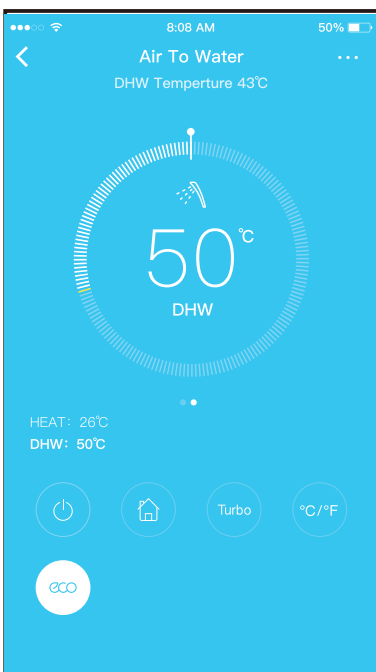 8:08 AM 50%
Air To Water
DHW Temperture 43℃
50℃
DHW
HEAT: 26℃
DHW: 50℃
Turbo °C/°F
eco